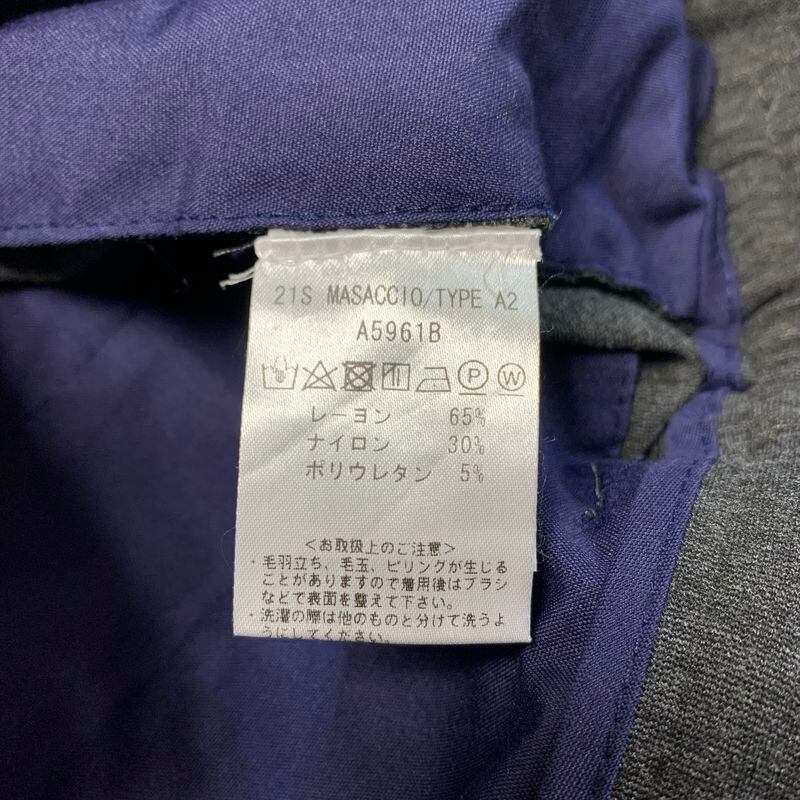 21S MASACCIO/TYPE A2
A5961B
P W
レーヨン 65%
ナイロン 30%
ポリウレタン 5%
<お取扱上のご注意>
・毛羽立ち、毛玉、ピリングが生じる
ことがありますので着用後はブラシ
などで表面を整えて下さい。
・洗濯の際は他のものと分けて洗うよ
うにしてください。